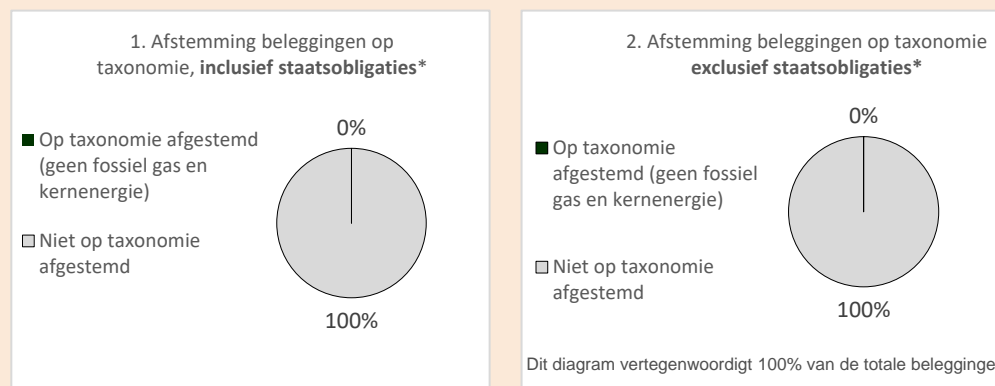 1. Afstemming beleggingen op
taxonomie, inclusief staatsobligaties*
Op taxonomie afgestemd
(geen fossiel gas en
kernenergie)
Niet op taxonomie
afgestemd
0%
100%
2. Afstemming beleggingen op taxonomie
exclusief staatsobligaties*
Op taxonomie
afgestemd (geen fossiel
gas en kernenergie)
Niet op taxonomie
afgestemd
0%
100%
Dit diagram vertegenwoordigt 100% van de totale belegginge